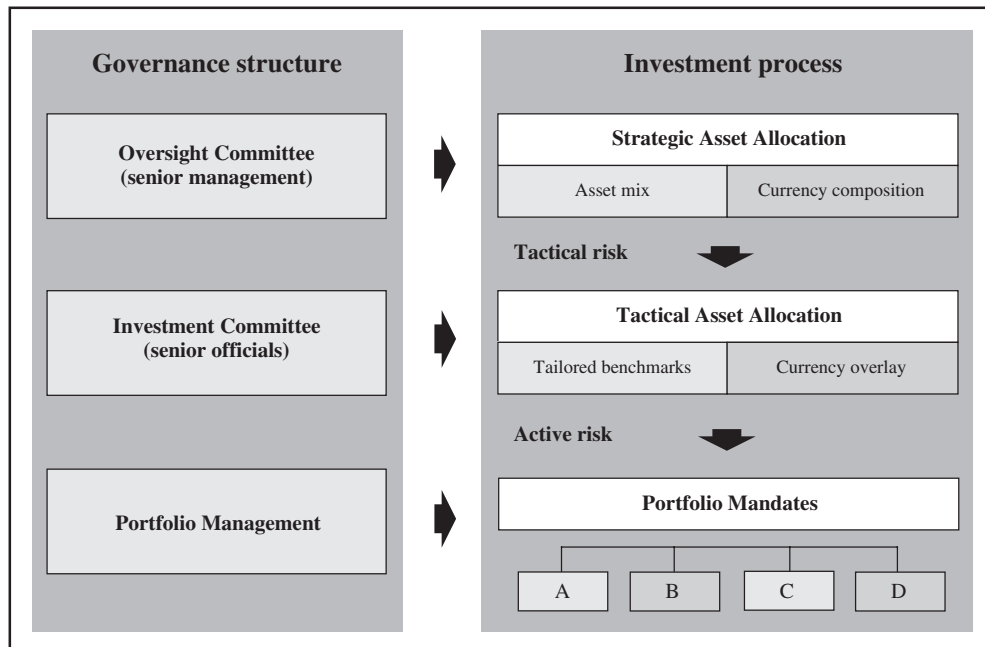 Governance structure
Investment process
Oversight Committee
(senior management)
Strategic Asset Allocation
Asset mix
Currency composition
Tactical risk
Investment Committee
(senior officials)
Tactical Asset Allocation
Tailored benchmarks
Currency overlay
Active risk
Portfolio Management
Portfolio Mandates
A
B
C
D